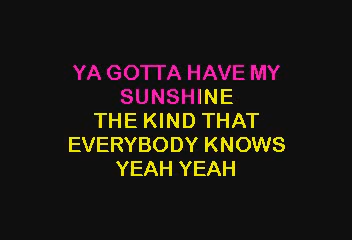 YA GOTTA HAVE MY
SUNSHINE
THE KIND THAT
EVERYBODY KNOWS
YEAH YEAH